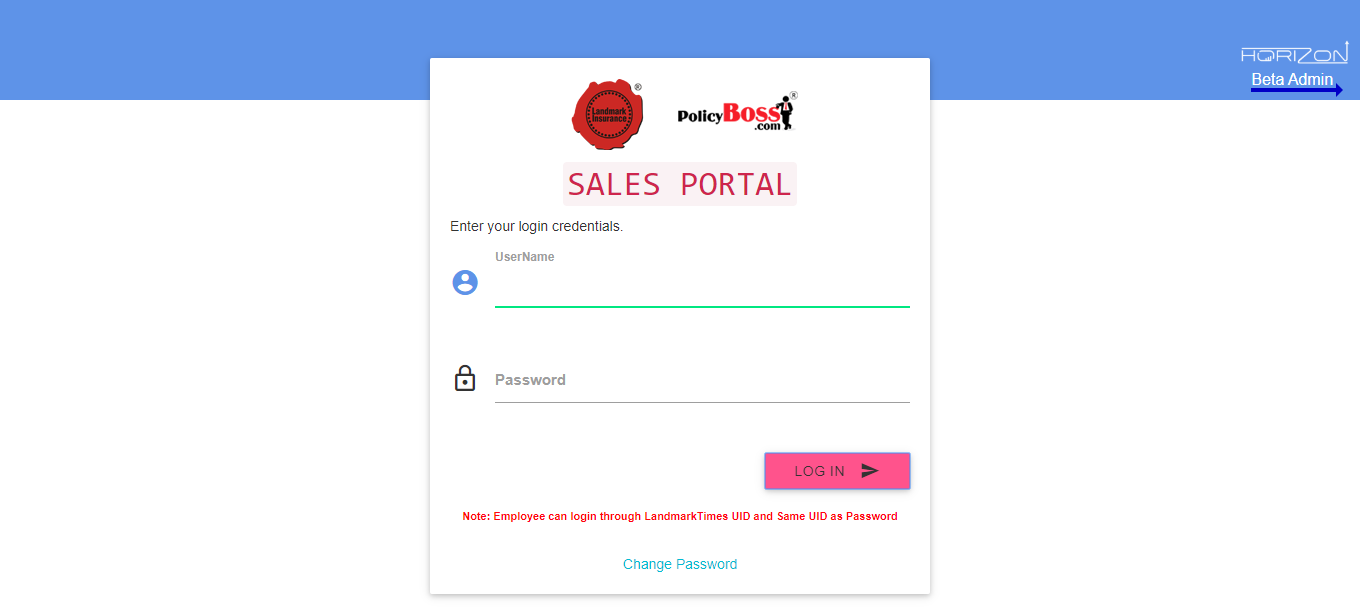 HORIZON
Beta Admin
Landmark
Insurance
®
PolicyBoss®
.com
SALES PORTAL
Enter your login credentials.
UserName
Password
LOG IN
Note: Employee can login through LandmarkTimes UID and Same UID as Password
Change Password